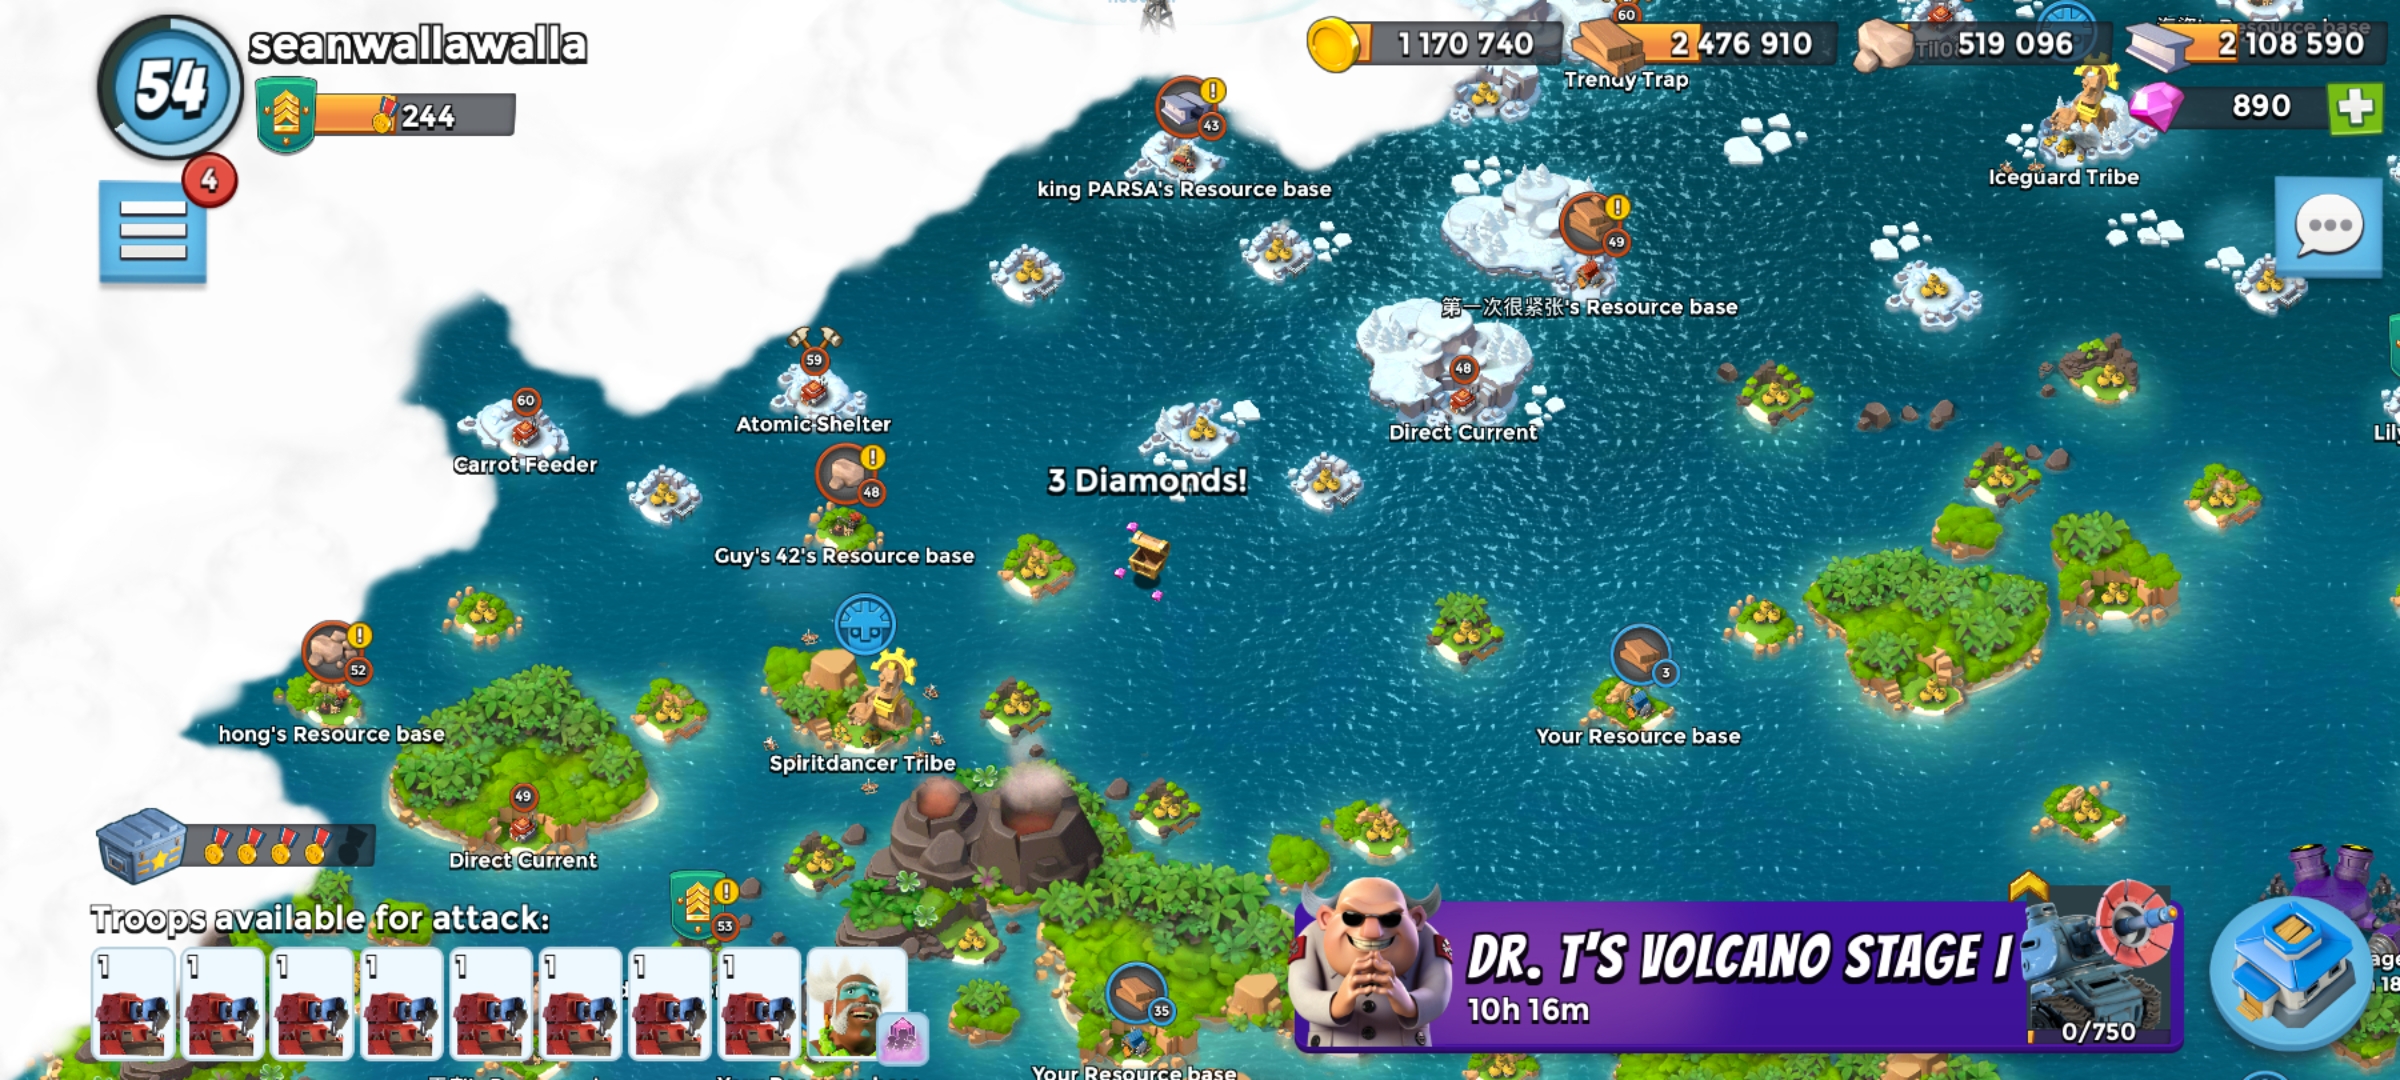 54
seanwallawalla
244
4
1 170 740
2 476 910
519 096
2 108 590
890
60
Trendy Trap
43
king PARSA's Resource base
Iceguard Tribe
49
第一次很紧张's Resource base
59
Atomic Shelter
60
Carrot Feeder
48
Direct Current
48
Guy's 42's Resource base
3 Diamonds!
52
hong's Resource base
Spiritdancer Tribe
3
Your Resource base
49
Direct Current
53
Troops available for attack:
1 1 1 1 1 1 1 1
35
Your Resource base
DR. T'S VOLCANO STAGE I
10h 16m
0/750